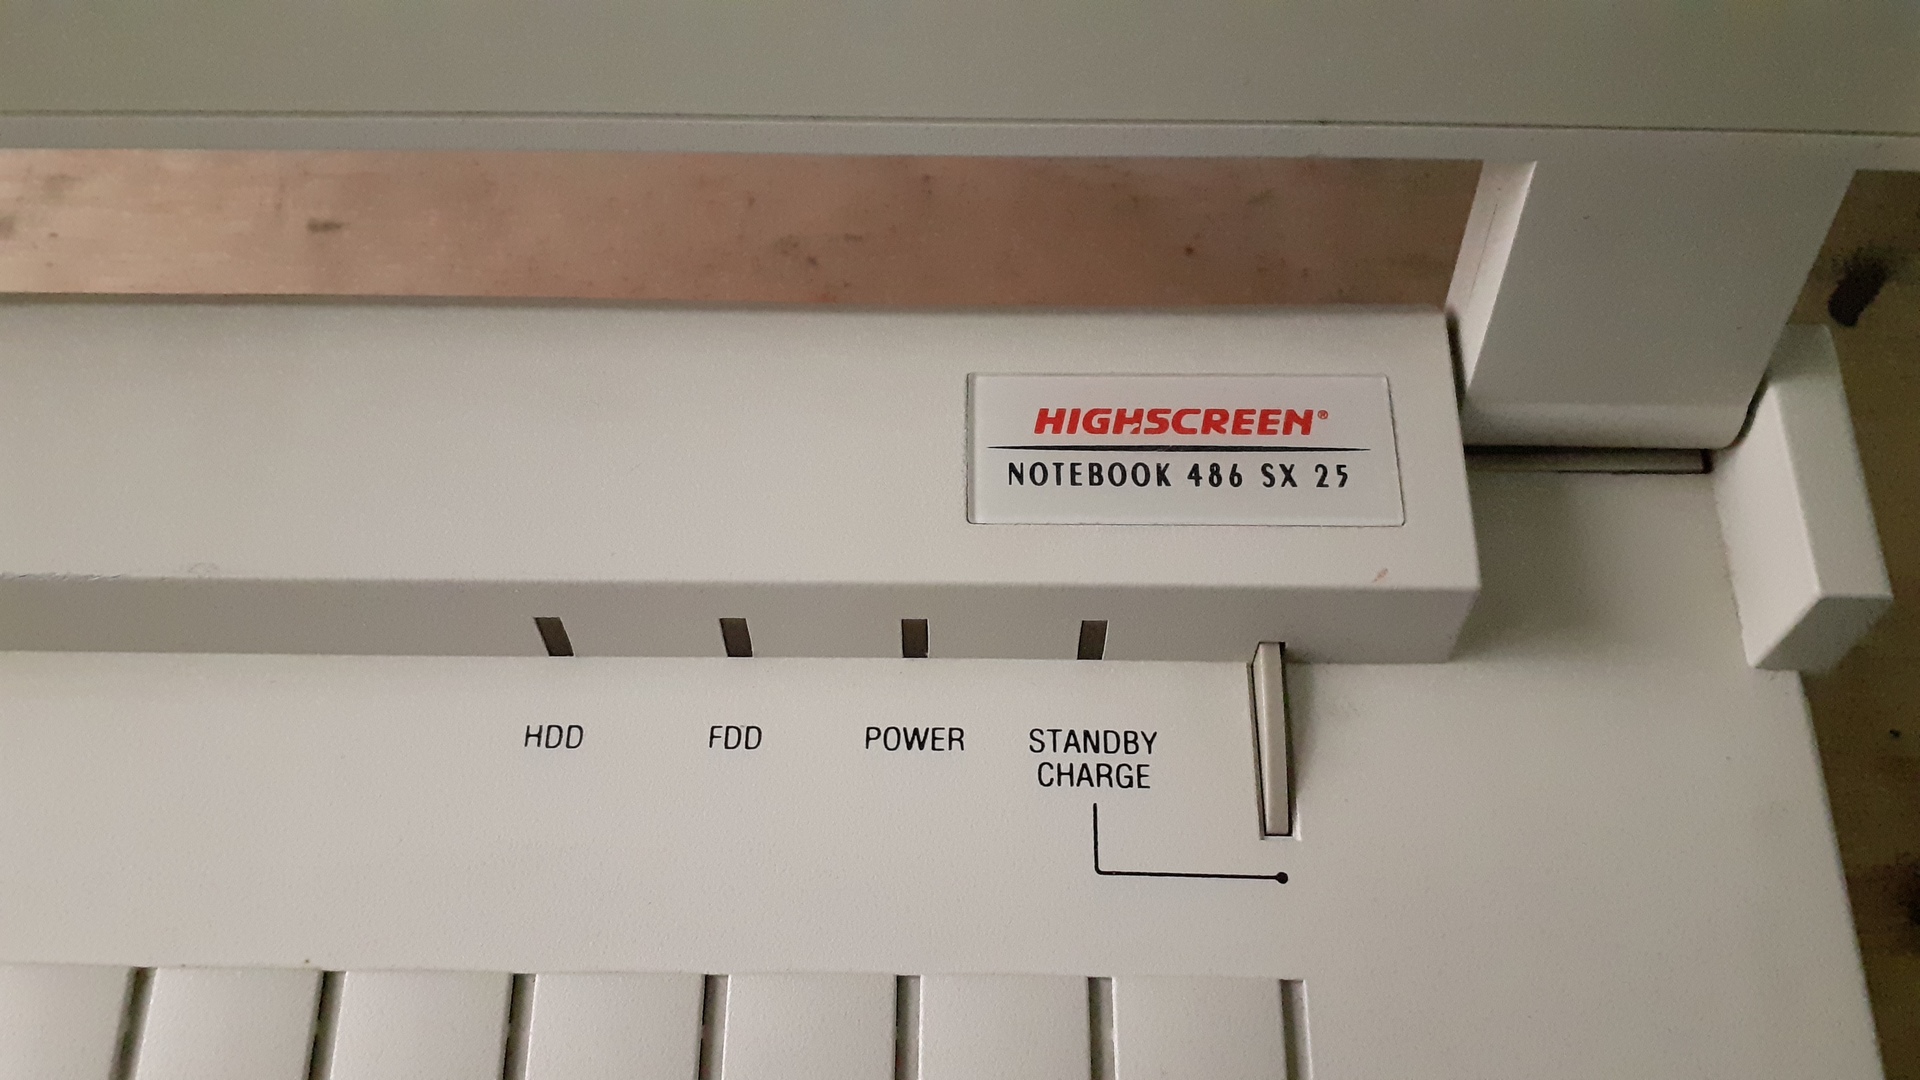 HIGHSCREEN®
NOTEBOOK 486 SX 25
HDD
FDD
POWER
STANDBY
CHARGE